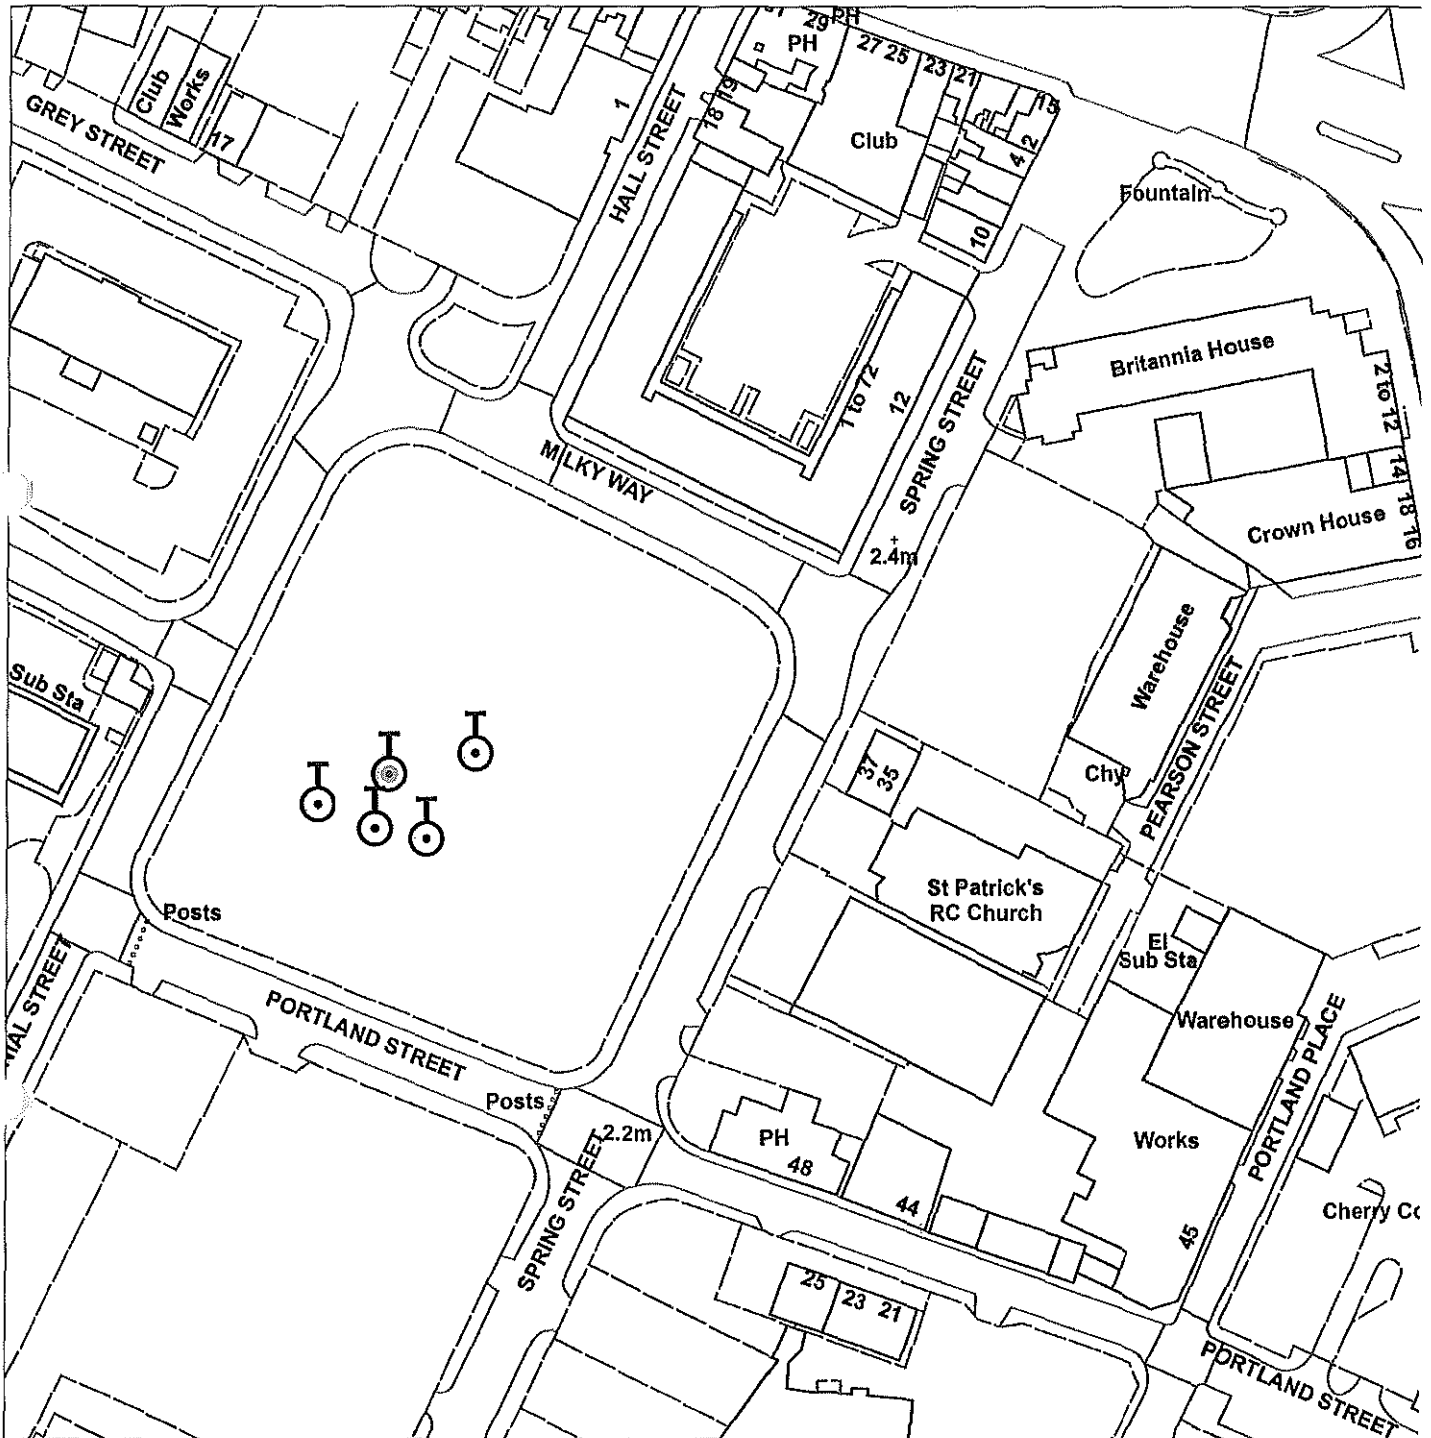 29
PH
PH
27 25
23
21
15
2
4
10
Club
Works
17
GREY STREET
1
HALL STREET
18
19
Club
Fountain
Britannia House
2 to 12
14
18
16
Crown House
1 to 72
12
SPRING STREET
MILKY WAY
2.4m
Warehouse
PEARSON STREET
Sub Sta
T
T
T
T
T
37
35
Chy
St Patrick's
RC Church
El
Sub Sta
Warehouse
Posts
PORTLAND STREET
Posts
2.2m
SPRING STREET
PH
48
44
Works
45
PORTLAND PLACE
25
23
21
PORTLAND STREET